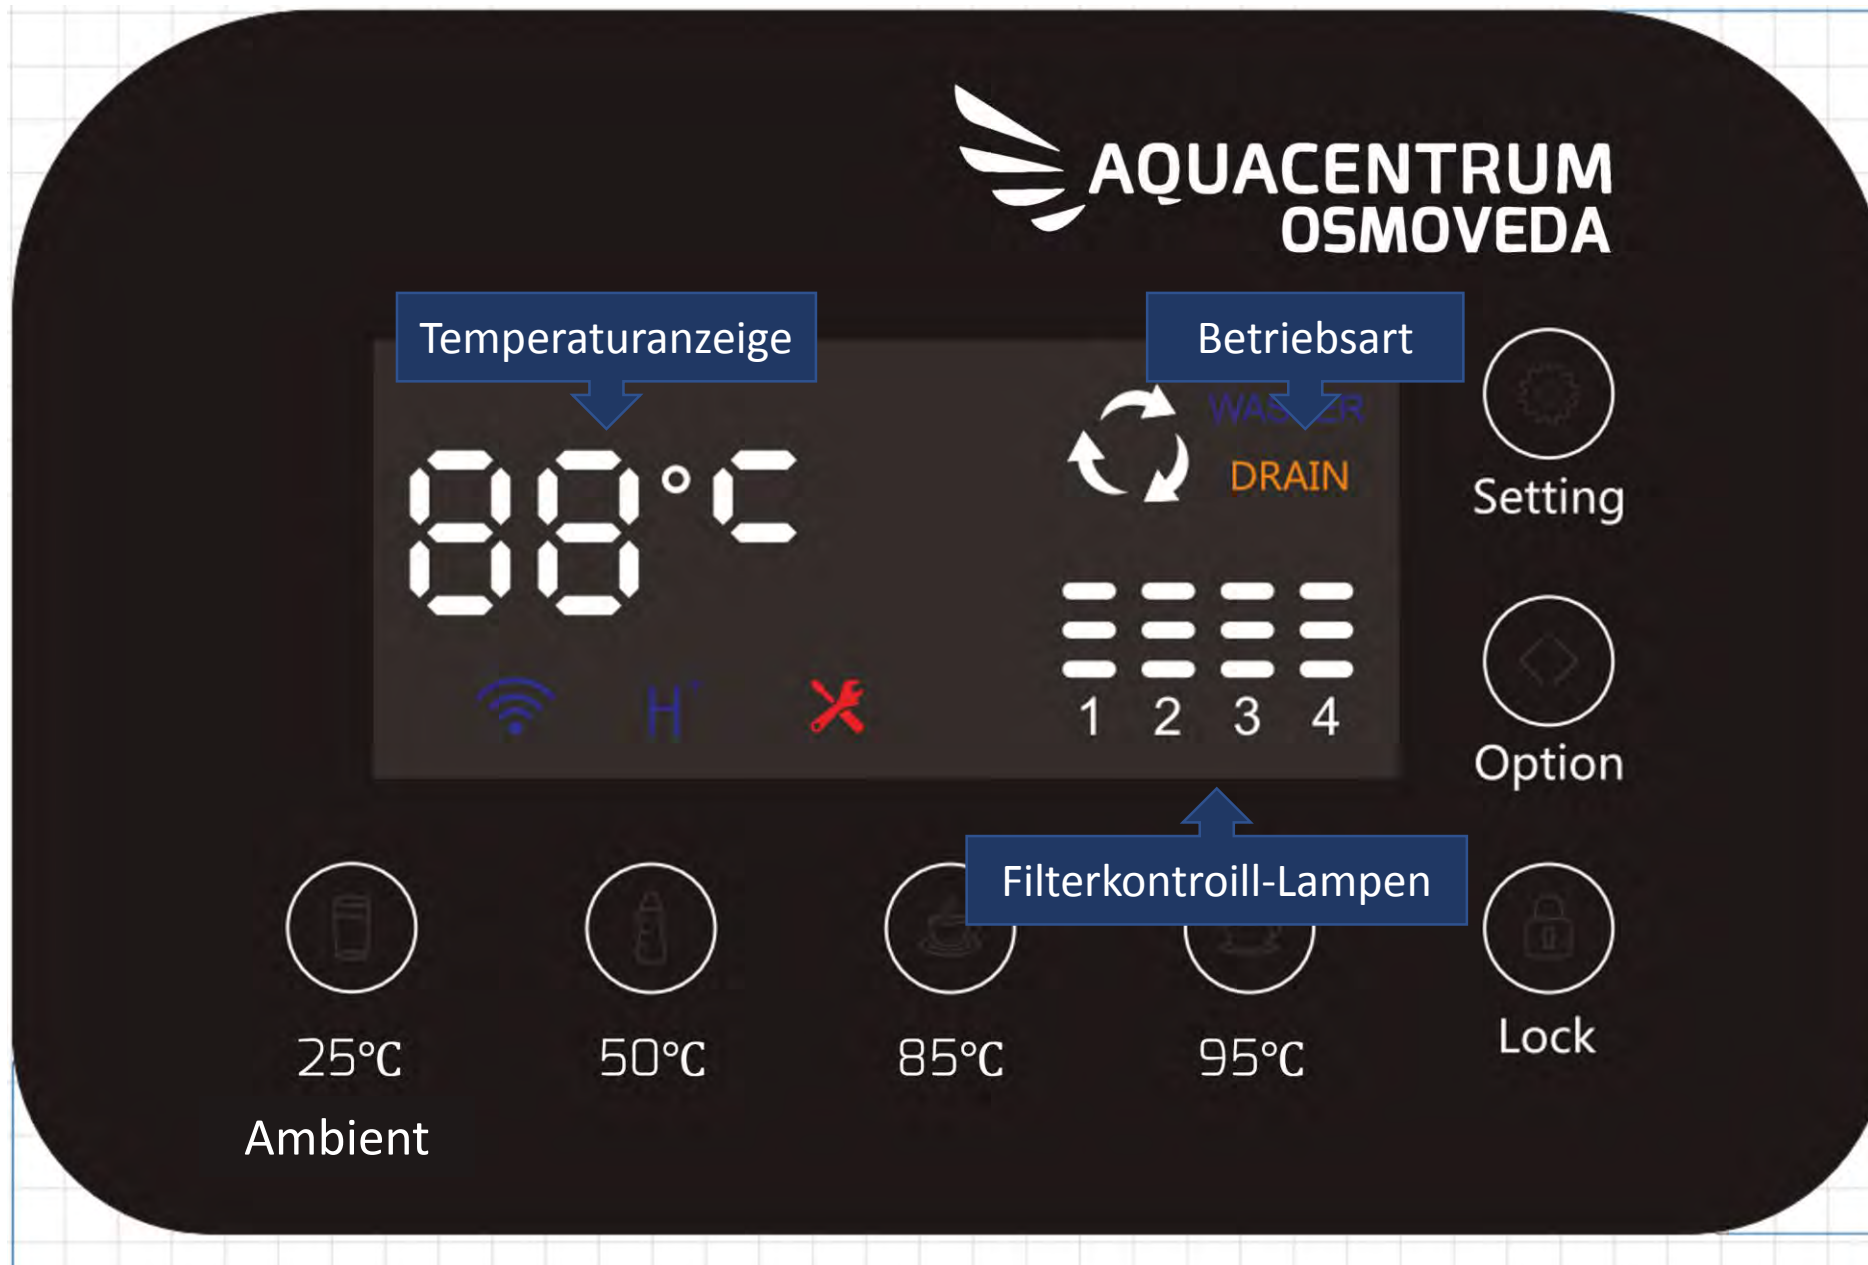 AQUACENTRUM
OSMOVEDA
Temperaturanzeige
Betriebsart
88°C
DRAIN
Setting
H+
1 2 3 4
Option
Filterkontroill-Lampen
25°C 50°C 85°C 95°C
Lock
Ambient